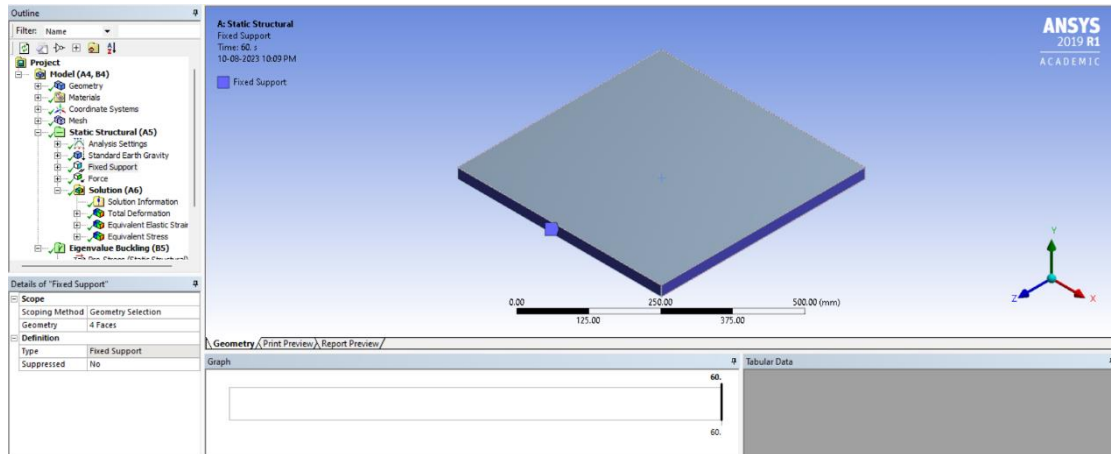 Outline
Filter: Name
Project
Model (A4, B4)
Geometry
Materials
Coordinate Systems
Mesh
Static Structural (A5)
Analysis Settings
Standard Earth Gravity
Fixed Support
Force
Solution (A6)
Solution Information
Total Deformation
Equivalent Elastic Strair
Equivalent Stress
Eigenvalue Buckling (B5)
Details of "Fixed Support"
Scope
Scoping Method Geometry Selection
Geometry 4 Faces
Definition
Type Fixed Support
Suppressed No
A: Static Structural
Fixed Support
Time: 60. s
10-08-2023 10:09 PM
Fixed Support
ANSYS
2019 R1
ACADEMIC
Y
Z X
0.00 250.00 500.00 (mm)
125.00 375.00
Geometry Print Preview Report Preview
Graph
60.
60.
Tabular Data